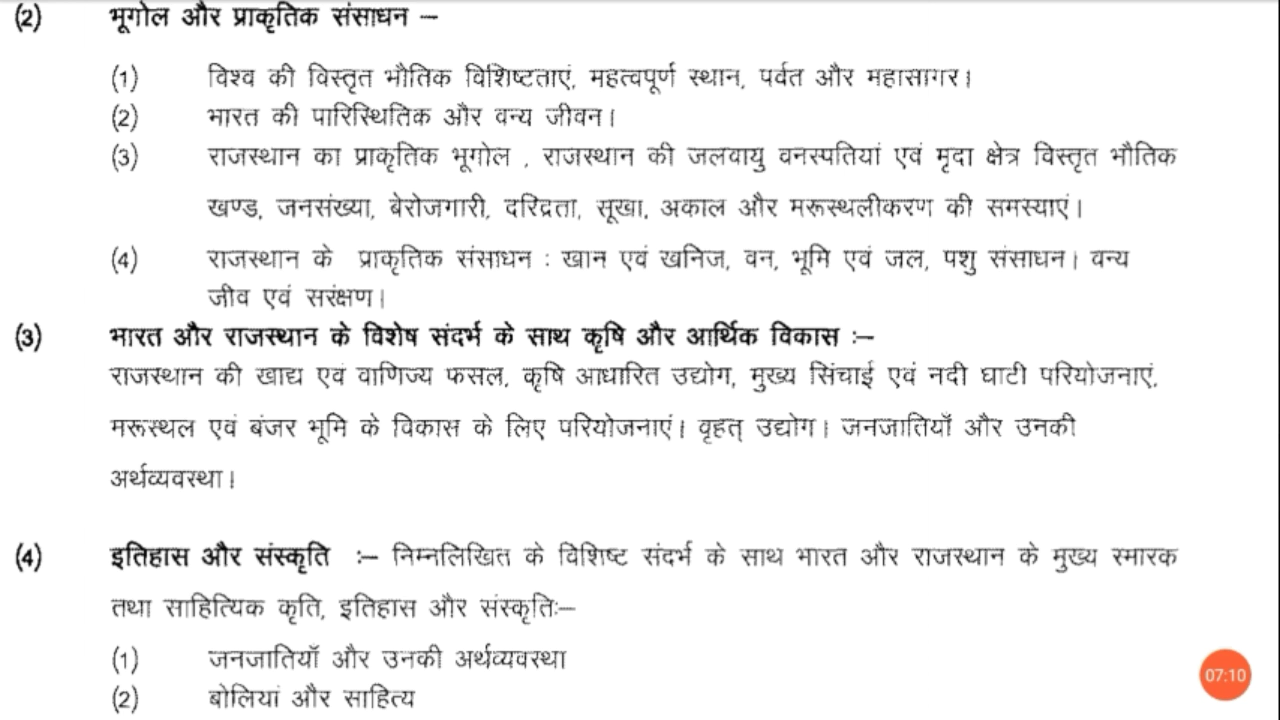 (2) भूगोल और प्राकृतिक संसाधन –
(1) विश्व की विस्तृत भौतिक विशिष्टताएं, महत्वपूर्ण स्थान, पर्वत और महासागर।
(2) भारत की पारिस्थितिक और वन्य जीवन।
(3) राजस्थान का प्राकृतिक भूगोल , राजस्थान की जलवायु वनस्पतियां एवं मृदा क्षेत्र विस्तृत भौतिक
खण्ड, जनसंख्या, बेरोजगारी, दरिद्रता, सूखा, अकाल और मरूस्थलीकरण की समस्याएं।
(4) राजस्थान के प्राकृतिक संसाधन : खान एवं खनिज, वन, भूमि एवं जल, पशु संसाधन। वन्य
जीव एवं सरंक्षण।
(3) भारत और राजस्थान के विशेष संदर्भ के साथ कृषि और आर्थिक विकास :–
राजस्थान की खाद्य एवं वाणिज्य फसल, कृषि आधारित उद्योग, मुख्य सिंचाई एवं नदी घाटी परियोजनाएं,
मरूस्थल एवं बंजर भूमि के विकास के लिए परियोजनाएं। वृहत् उद्योग। जनजातियाँ और उनकी
अर्थव्यवस्था।
(4) इतिहास और संस्कृति :– निम्नलिखित के विशिष्ट संदर्भ के साथ भारत और राजस्थान के मुख्य स्मारक
तथा साहित्यिक कृति, इतिहास और संस्कृतिः–
(1) जनजातियाँ और उनकी अर्थव्यवस्था
(2) बोलियां और साहित्य
07:10